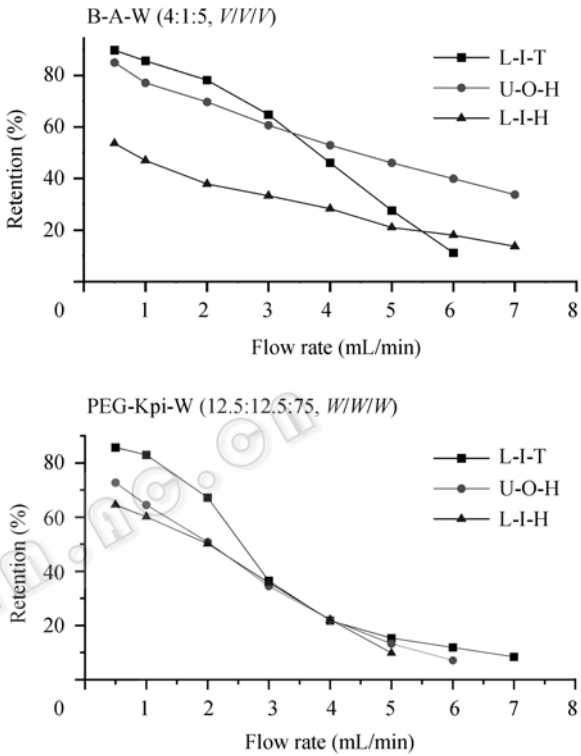 B-A-W (4:1:5, V/V/V)
L-I-T
U-O-H
L-I-H
80
60
40
20
Retention (%)
0 1 2 3 4 5 6 7 8
Flow rate (mL/min)
PEG-Kpi-W (12.5:12.5:75, W/W/W)
L-I-T
U-O-H
L-I-H
80
60
40
20
Retention (%)
0 1 2 3 4 5 6 7 8
Flow rate (mL/min)
m.ac.cn